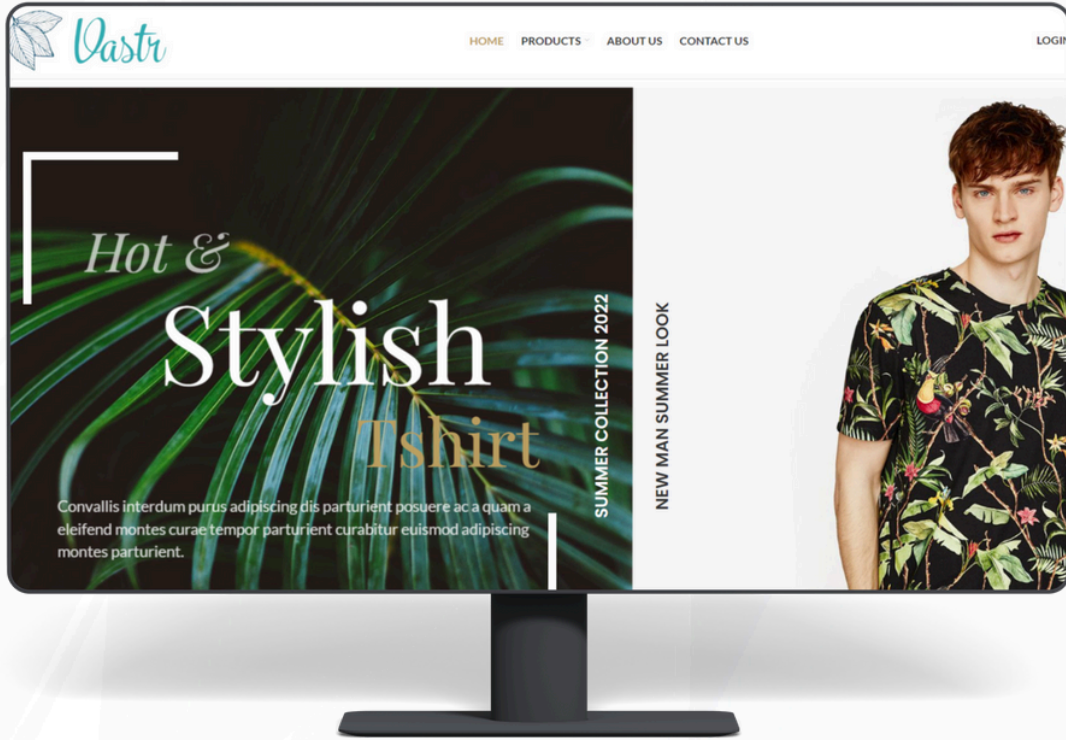 Vastr
HOME PRODUCTS ABOUT US CONTACT US LOGIN
Hot &
Stylish
Tshirt
Convallis interdum purus adipiscing dis parturient posuere ac a quam a
eleifend montes curae tempor parturient curabitur euismod adipiscing
montes parturient.
SUMMER COLLECTION 2022
NEW MAN SUMMER LOOK